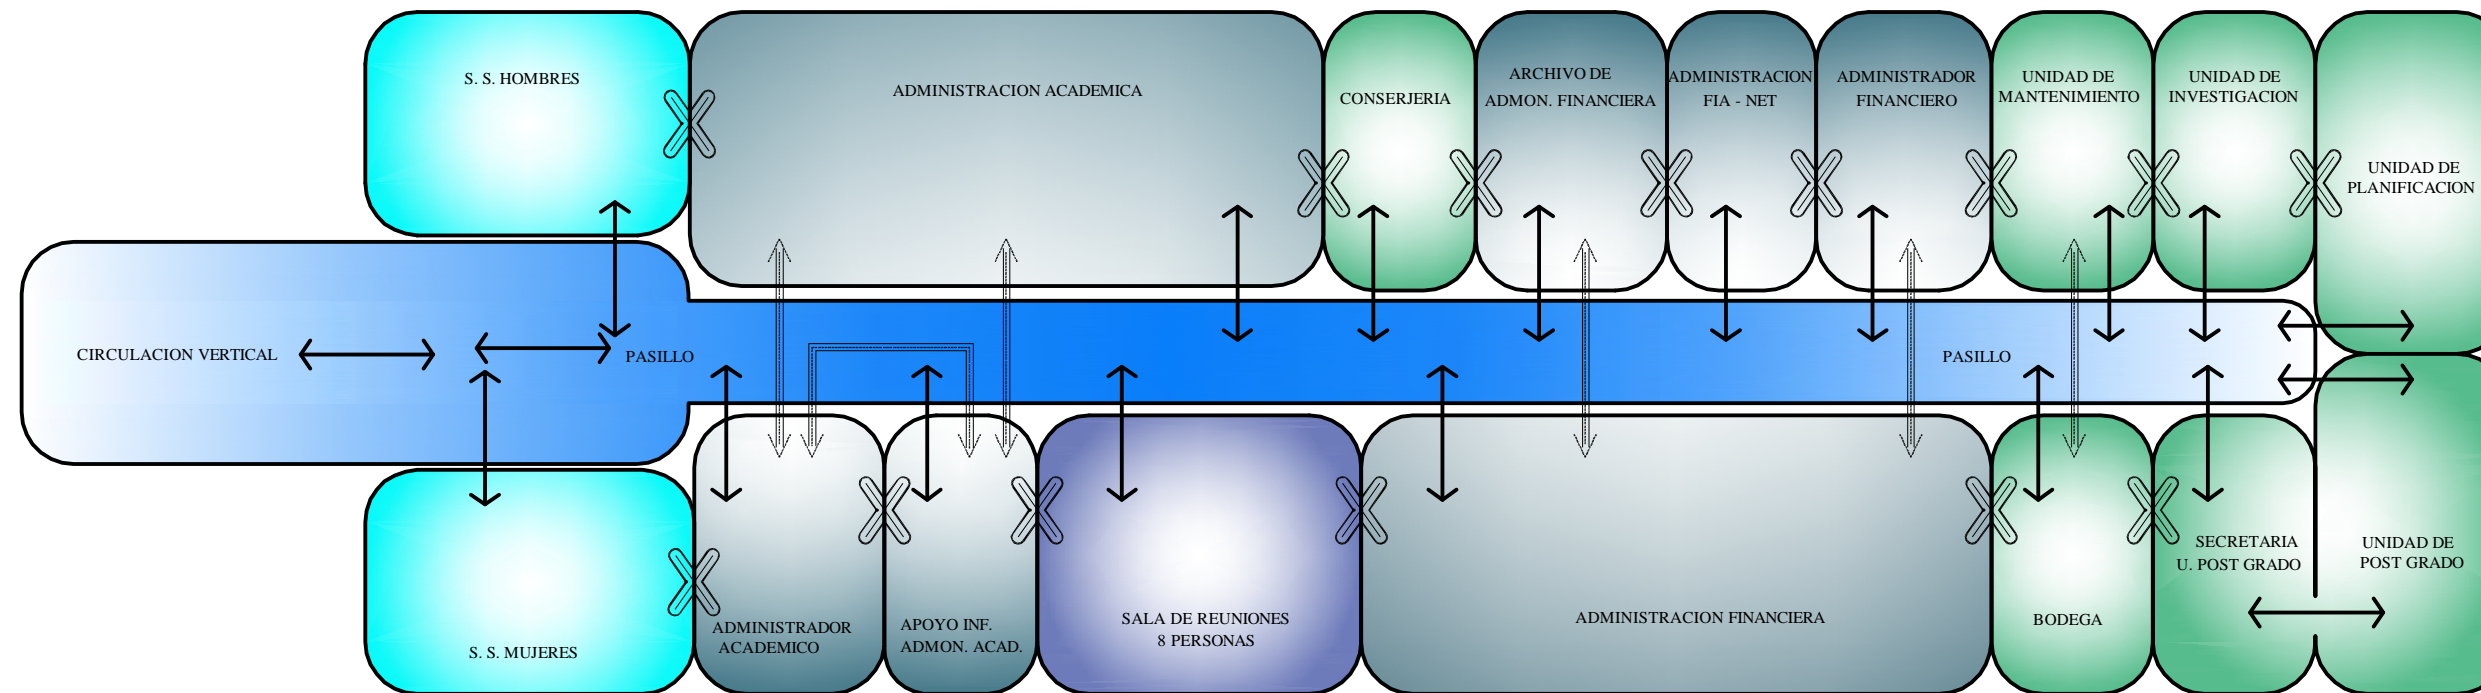 S. S. HOMBRES
ADMINISTRACION ACADEMICA
CONSERJERIA
ARCHIVO DE
ADMON. FINANCIERA
ADMINISTRACION
FIA - NET
ADMINISTRADOR
FINANCIERO
UNIDAD DE
MANTENIMIENTO
UNIDAD DE
INVESTIGACION
UNIDAD DE
PLANIFICACION
CIRCULACION VERTICAL
PASILLO
PASILLO
S. S. MUJERES
ADMINISTRADOR
ACADEMICO
APOYO INF.
ADMON. ACAD.
SALA DE REUNIONES
8 PERSONAS
ADMINISTRACION FINANCIERA
BODEGA
SECRETARIA
U. POST GRADO
UNIDAD DE
POST GRADO